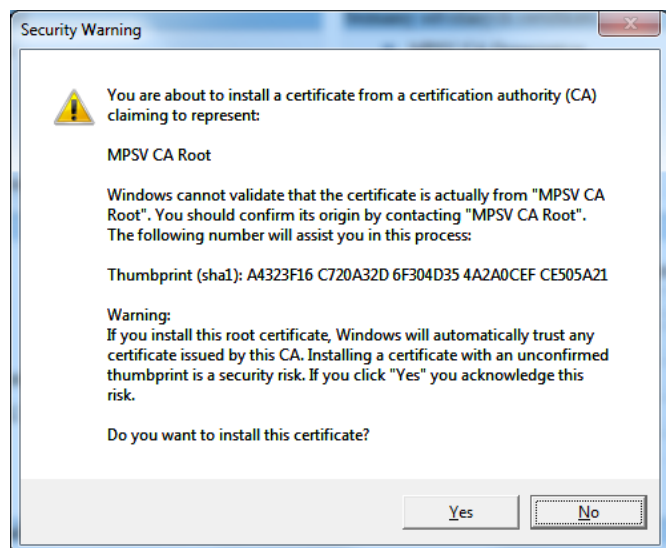 Security Warning
You are about to install a certificate from a certification authority (CA)
claiming to represent:
MPSV CA Root
Windows cannot validate that the certificate is actually from "MPSV CA
Root". You should confirm its origin by contacting "MPSV CA Root".
The following number will assist you in this process:
Thumbprint (sha1): A4323F16 C720A32D 6F304D35 4A2A0CEF CE505A21
Warning:
If you install this root certificate, Windows will automatically trust any
certificate issued by this CA. Installing a certificate with an unconfirmed
thumbprint is a security risk. If you click "Yes" you acknowledge this
risk.
Do you want to install this certificate?
Yes
No